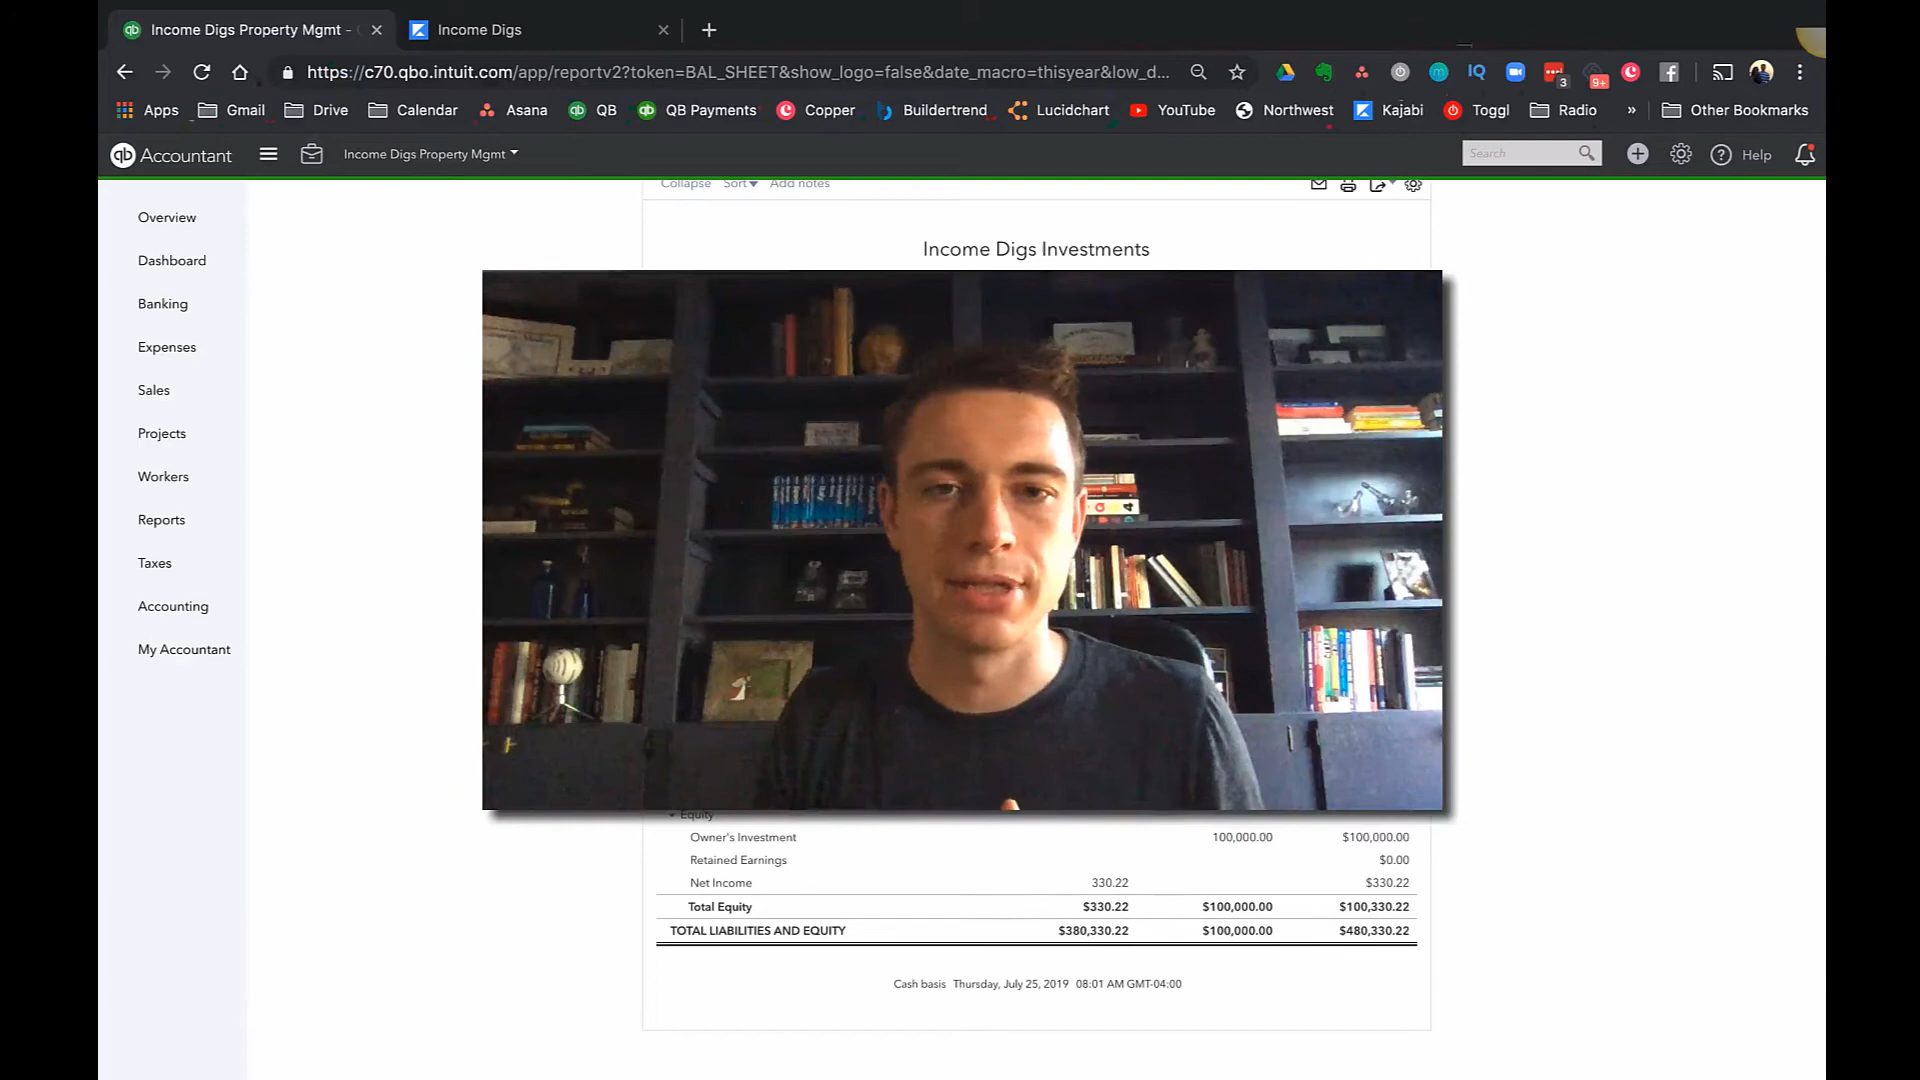 Income Digs Property Mgmt -
Income Digs
https://c70.qbo.intuit.com/app/reportv2?token=BAL_SHEET&show_logo=false&date_macro=thisyear&low_d...
IQ
3
9+
Apps
Gmail
Drive
Calendar
Asana
QB
QB Payments
Copper
Buildertrend
Lucidchart
YouTube
Northwest
Kajabi
Toggl
Radio
»
Other Bookmarks
qb Accountant
Income Digs Property Mgmt
Search
Help
Collapse Sort Add notes
Overview
Dashboard
Banking
Expenses
Sales
Projects
Workers
Reports
Taxes
Accounting
My Accountant
Income Digs Investments
Equity
Owner's Investment 100,000.00 $100,000.00
Retained Earnings $0.00
Net Income 330.22 $330.22
Total Equity $330.22 $100,000.00 $100,330.22
TOTAL LIABILITIES AND EQUITY $380,330.22 $100,000.00 $480,330.22
Cash basis Thursday, July 25, 2019 08:01 AM GMT-04:00